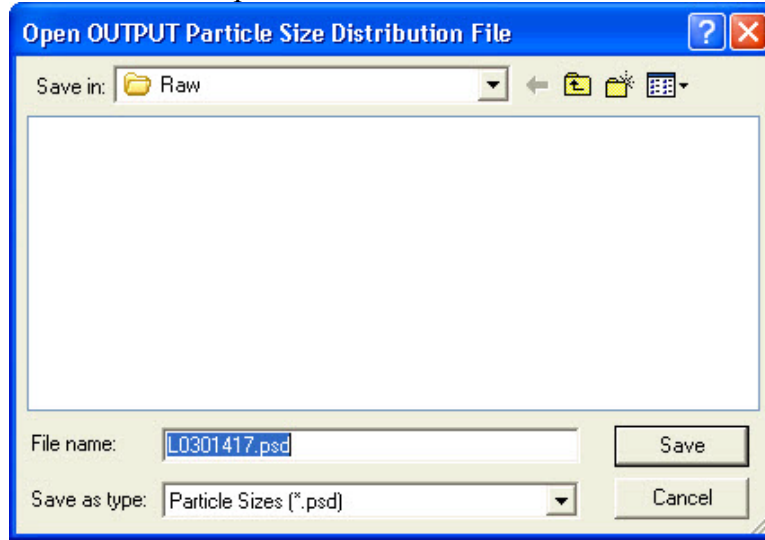 Open OUTPUT Particle Size Distribution File
Save in: Raw
File name: L0301417.psd Save
Save as type: Particle Sizes (*.psd) Cancel